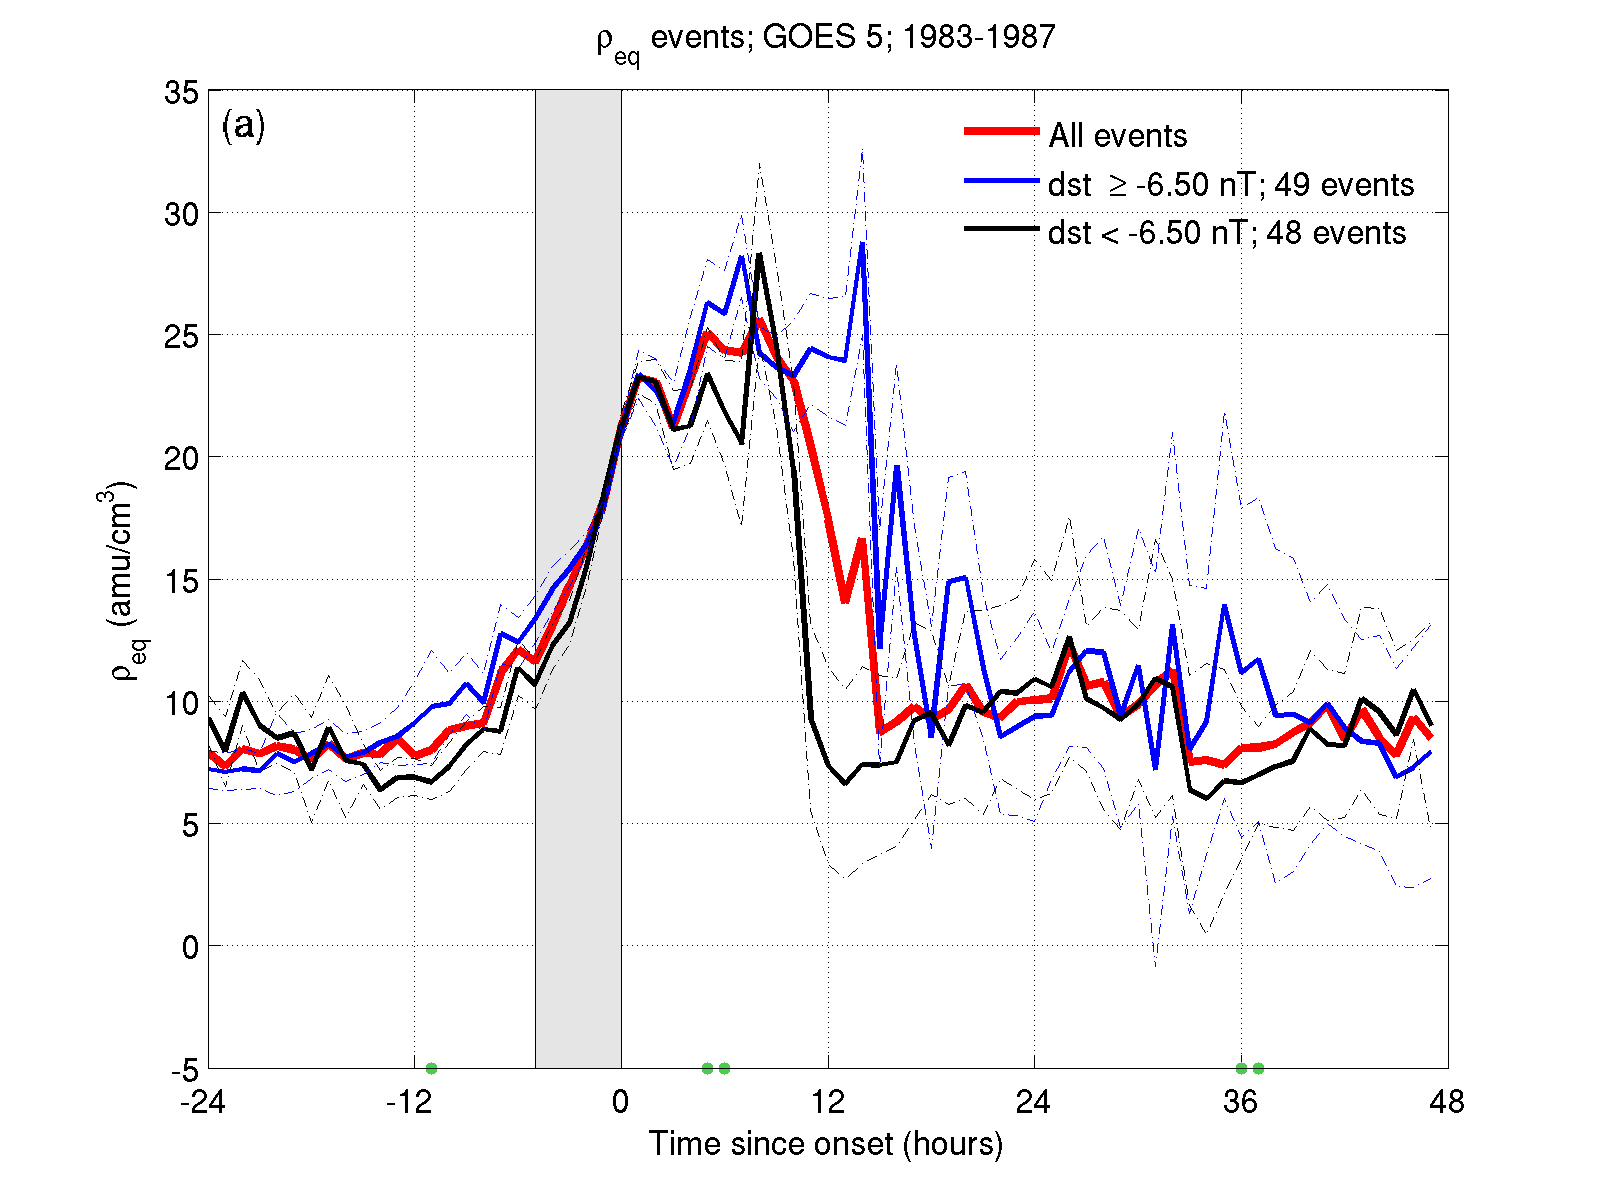 ρeq events; GOES 5; 1983-1987
(a)
All events
dst ≥ -6.50 nT; 49 events
dst < -6.50 nT; 48 events
35
30
25
20
15
10
5
0
-5
ρeq (amu/cm³)
-24 -12 0 12 24 36 48
Time since onset (hours)